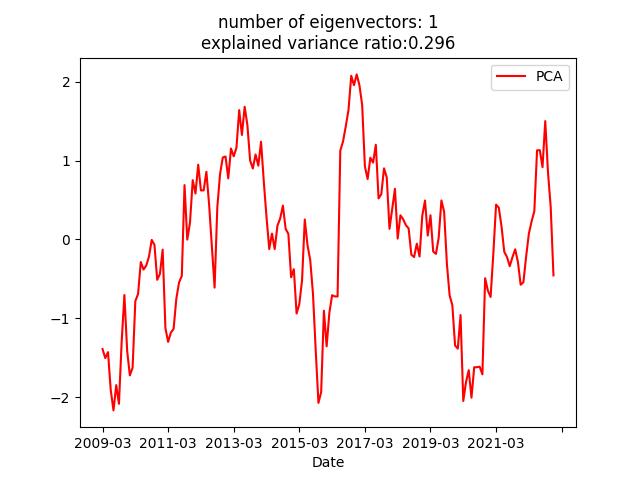 number of eigenvectors: 1
explained variance ratio:0.296
PCA
2
1
0
−1
−2
2009-03 2011-03 2013-03 2015-03 2017-03 2019-03 2021-03
Date